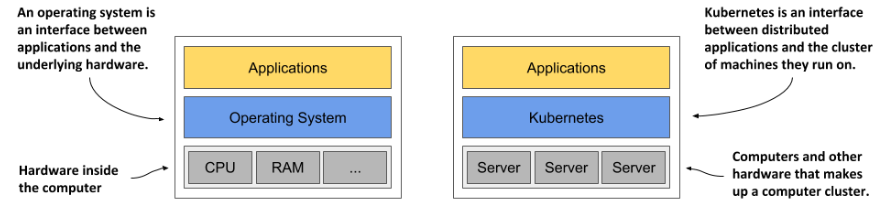 An operating system is
an interface between
applications and the
underlying hardware.
Applications
Operating System
CPU RAM ...
Hardware inside
the computer
Kubernetes is an interface
between distributed
applications and the cluster
of machines they run on.
Applications
Kubernetes
Server Server Server
Computers and other
hardware that makes
up a computer cluster.